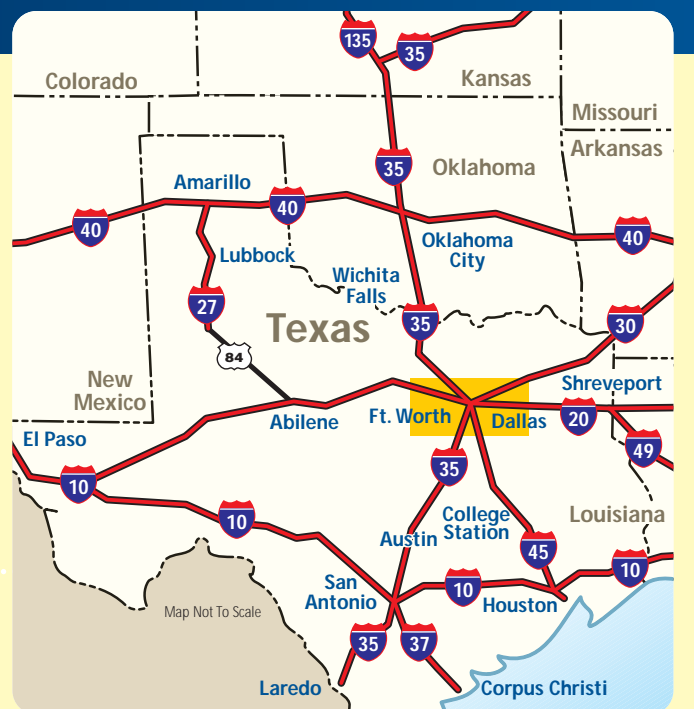 135
35
Colorado
Kansas
Missouri
Arkansas
35
Oklahoma
Amarillo
40
40
40
Oklahoma
City
Lubbock
Wichita
Falls
27
35
30
Texas
84
New
Mexico
Shreveport
Abilene
Ft. Worth
Dallas
20
El Paso
49
35
10
10
College
Station
Louisiana
Austin
45
10
San
Antonio
10
Houston
Map Not To Scale
35
37
Laredo
Corpus Christi